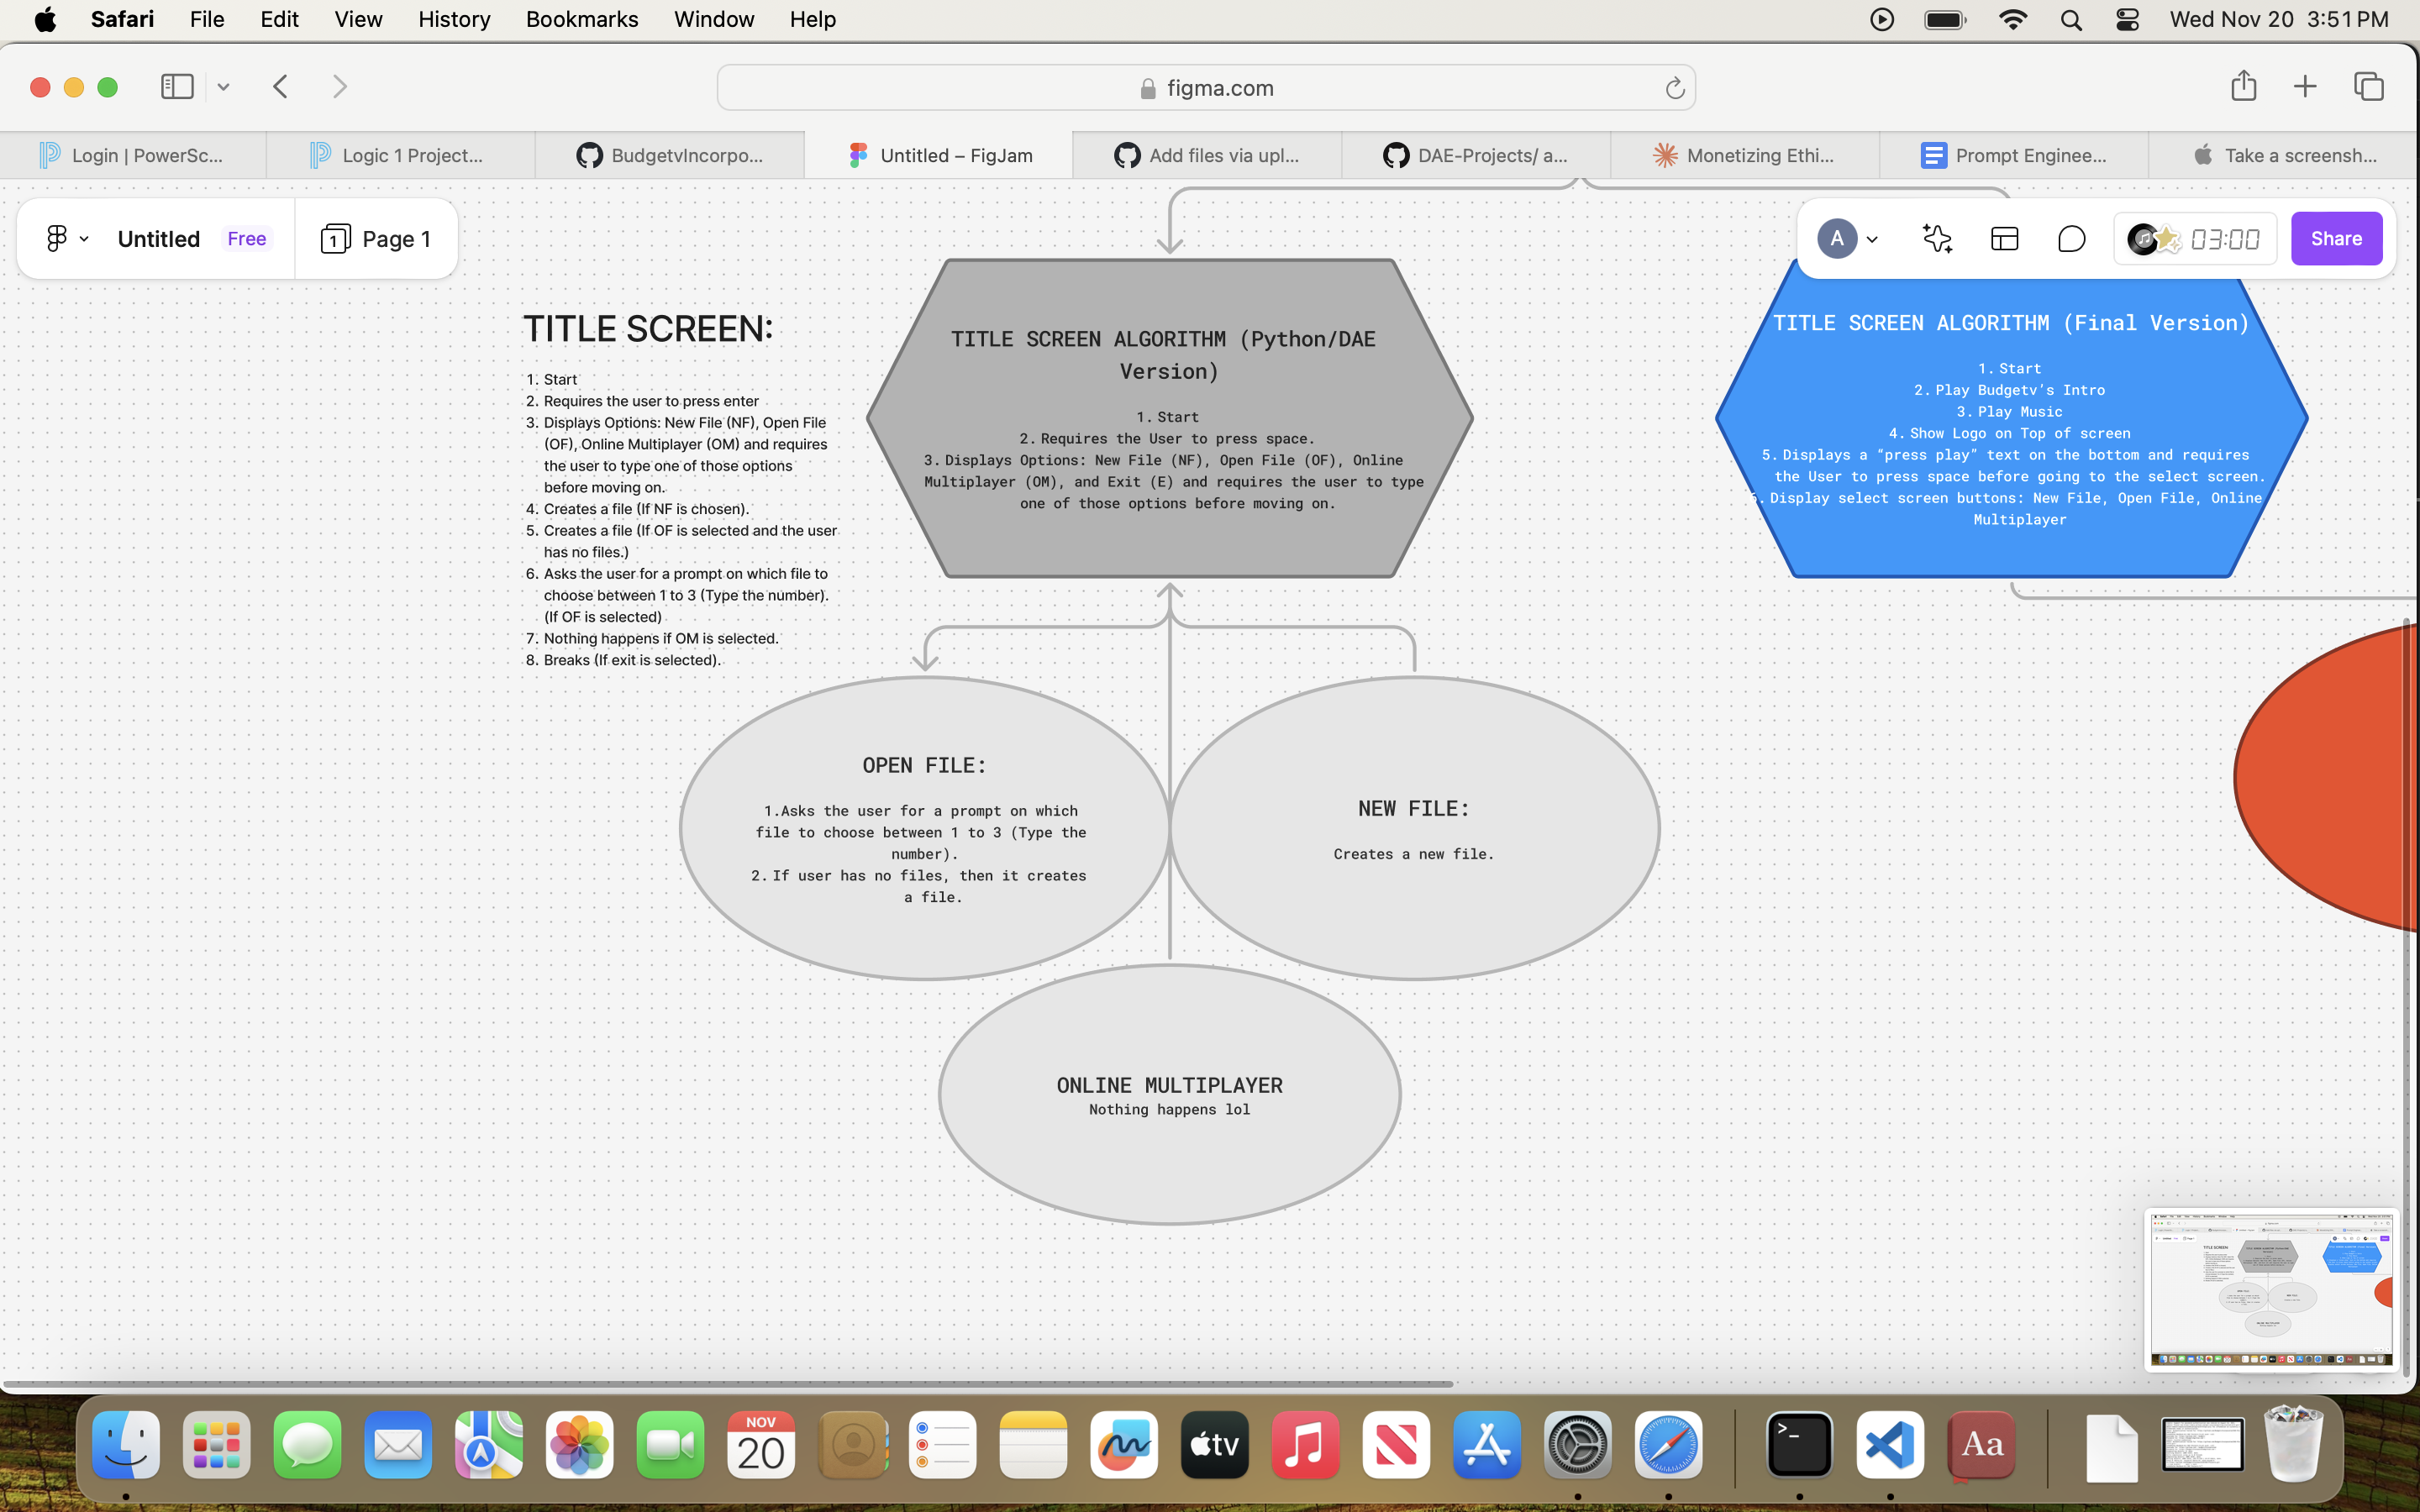 Safari File Edit View History Bookmarks Window Help Wed Nov 20 3:51 PM
figma.com
Login | PowerSc... Logic 1 Project... BudgetvIncorpo... Untitled – FigJam Add files via upl... DAE-Projects/ a... Monetizing Ethi... Prompt Enginee... Take a screensh...
Untitled Free 1 Page 1
A 03:00 Share
TITLE SCREEN:
1. Start
2. Requires the user to press enter
3. Displays Options: New File (NF), Open File
(OF), Online Multiplayer (OM) and requires
the user to type one of those options
before moving on.
4. Creates a file (If NF is chosen).
5. Creates a file (If OF is selected and the user
has no files.)
6. Asks the user for a prompt on which file to
choose between 1 to 3 (Type the number).
(If OF is selected)
7. Nothing happens if OM is selected.
8. Breaks (If exit is selected).
TITLE SCREEN ALGORITHM (Python/DAE
Version)
1. Start
2. Requires the User to press space.
3. Displays Options: New File (NF), Open File (OF), Online
Multiplayer (OM), and Exit (E) and requires the user to type
one of those options before moving on.
TITLE SCREEN ALGORITHM (Final Version)
1. Start
2. Play Budgetv’s Intro
3. Play Music
4. Show Logo on Top of screen
5. Displays a “press play” text on the bottom and requires
the User to press space before going to the select screen.
6. Display select screen buttons: New File, Open File, Online
Multiplayer
OPEN FILE:
1.Asks the user for a prompt on which
file to choose between 1 to 3 (Type the
number).
2. If user has no files, then it creates
a file.
NEW FILE:
Creates a new file.
ONLINE MULTIPLAYER
Nothing happens lol
NOV
20
tv
Aa